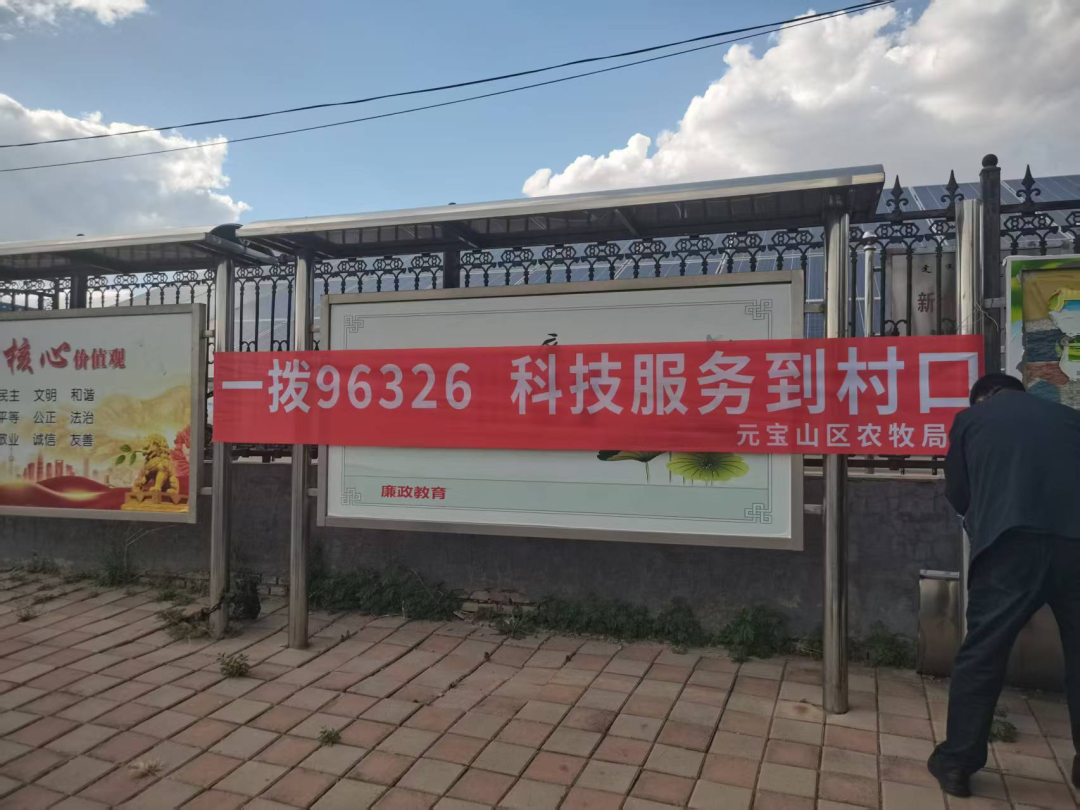 核心价值观
民主 文明 和谐
平等 公正 法治
敬业 诚信 友善
一拨96326 科技服务到村口
元宝山区农牧局
廉政教育
新